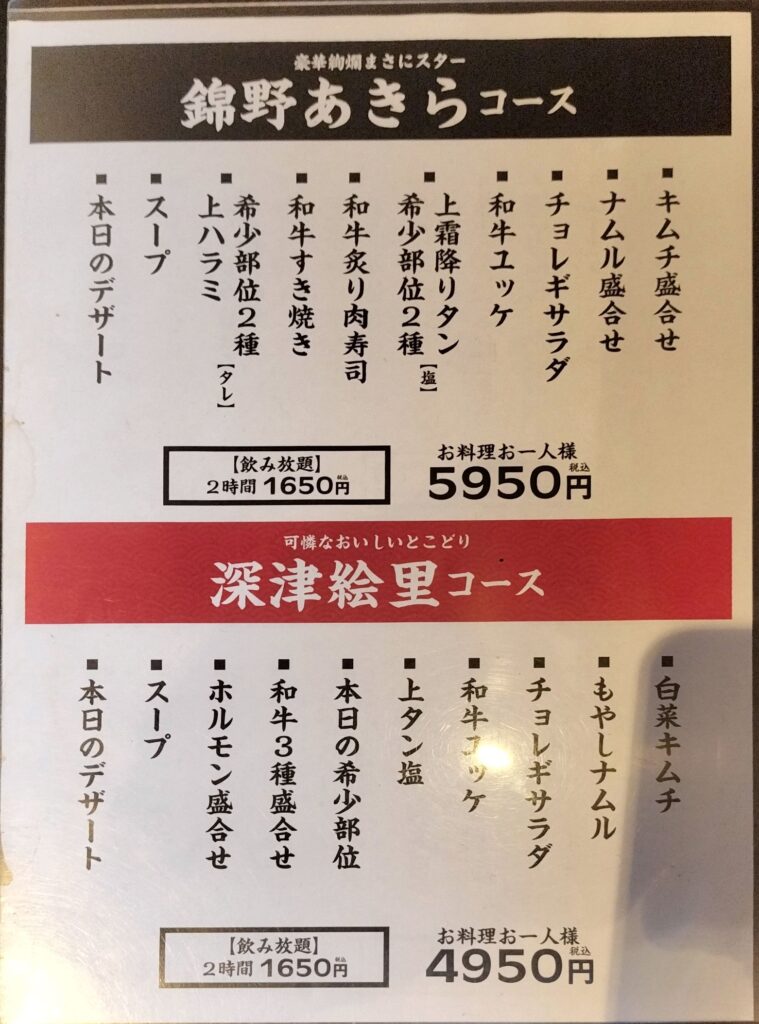 豪華絢爛まさにスター
錦野あきらコース
■キムチ盛合せ
■ナムル盛合せ
■チョレギサラダ
■和牛ユッケ
■上霜降りタン
希少部位2種【塩】
■和牛炙り肉寿司
■和牛すき焼き
■希少部位2種
上ハラミ【タレ】
■スープ
■本日のデザート
お料理お一人様
5950円税込
【飲み放題】
2時間 1650円税込
可憐なおいしいとこどり
深津絵里コース
■白菜キムチ
■もやしナムル
■チョレギサラダ
■和牛ユッケ
■上タン塩
■本日の希少部位
■和牛3種盛合せ
■ホルモン盛合せ
■スープ
■本日のデザート
お料理お一人様
4950円税込
【飲み放題】
2時間 1650円税込